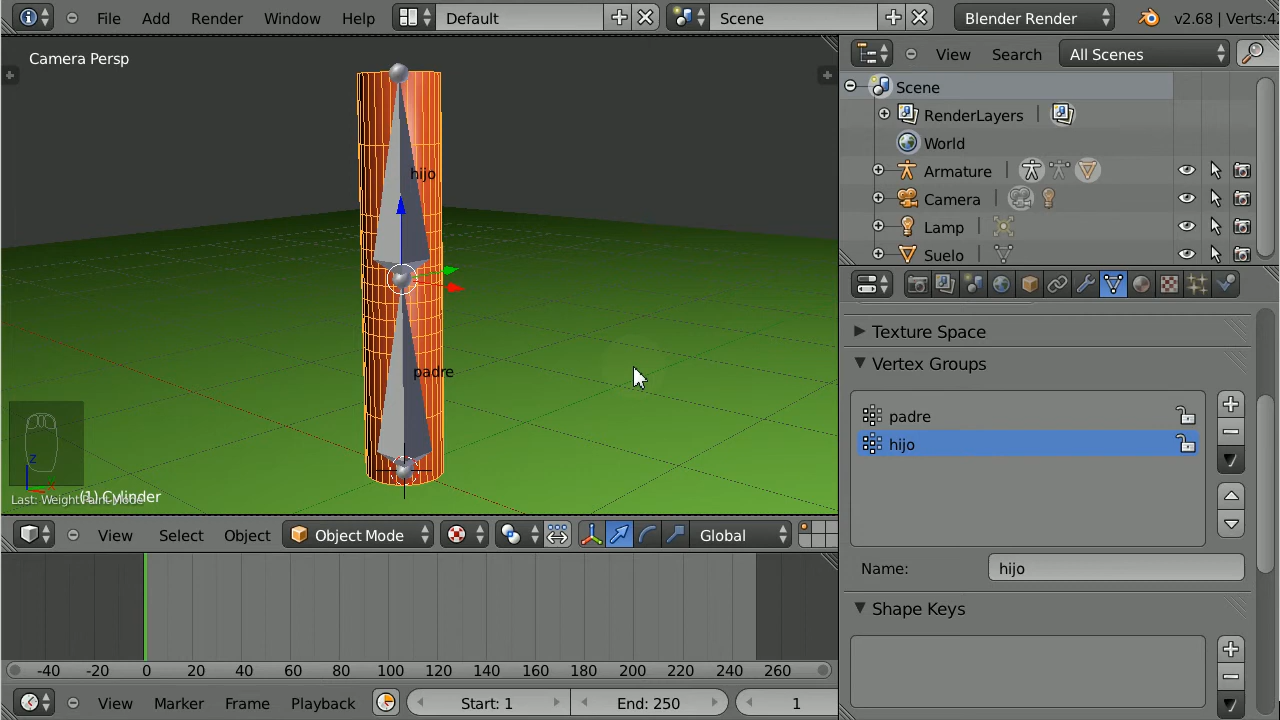 File Add Render Window Help Default Scene Blender Render v2.68 | Verts:42
Camera Persp
View Search All Scenes
Scene
RenderLayers
World
Armature
Camera
Lamp
Suelo
hijo
padre
Texture Space
Vertex Groups
padre
hijo
Name: hijo
Shape Keys
z
x
(1) Cylinder
View Select Object Object Mode Global
-40 -20 0 20 40 60 80 100 120 140 160 180 200 220 240 260
View Marker Frame Playback Start: 1 End: 250 1